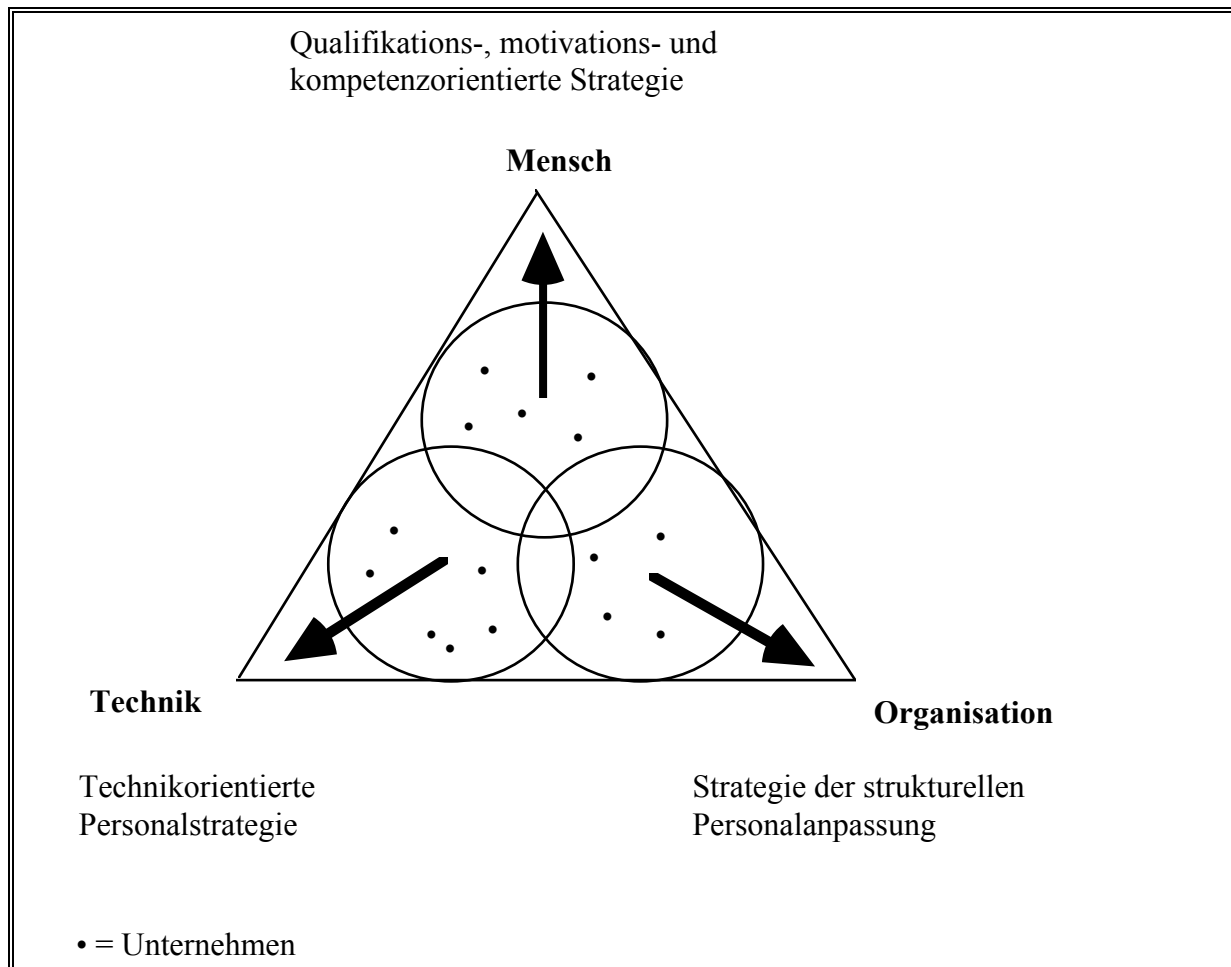 Qualifikations-, motivations- und
kompetenzorientierte Strategie
Mensch
Technik
Organisation
Technikorientierte
Personalstrategie
Strategie der strukturellen
Personalanpassung
• = Unternehmen